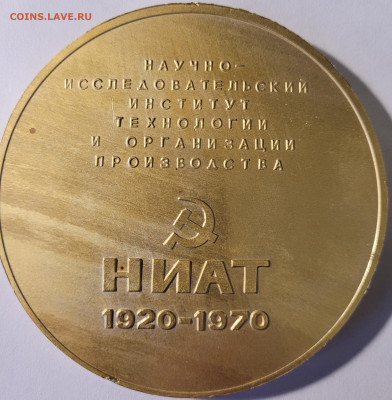 COINS.LAVE.RU
НАУЧНО-
ИССЛЕДОВАТЕЛЬСКИЙ
ИНСТИТУТ
ТЕХНОЛОГИИ
И ОРГАНИЗАЦИИ
ПРОИЗВОДСТВА
НИАТ
1920-1970